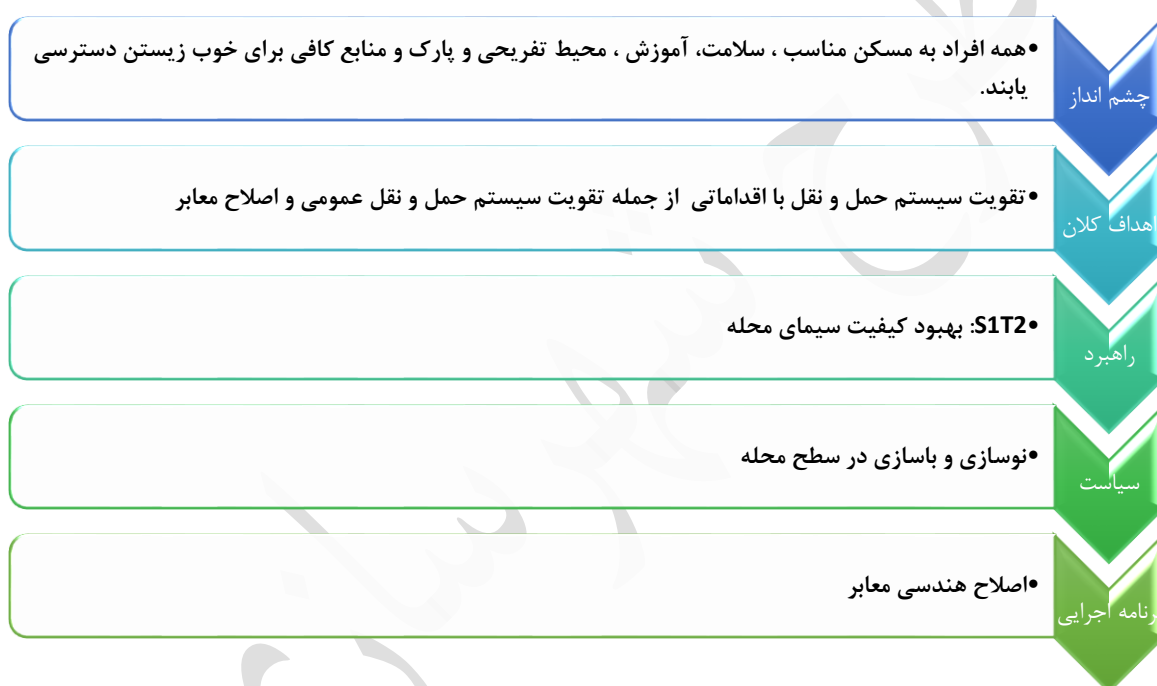 •همه افراد به مسکن مناسب ، سلامت، آموزش ، محیط تفریحی و پارک و منابع کافی برای خوب زیستن دسترسی
یابند.
چشم انداز
•تقویت سیستم حمل و نقل با اقداماتی از جمله تقویت سیستم حمل و نقل عمومی و اصلاح معابر
اهداف کلان
•S1T2: بهبود کیفیت سیمای محله
راهبرد
•نوسازی و باسازی در سطح محله
سیاست
•اصلاح هندسی معابر
رنامه اجرایی